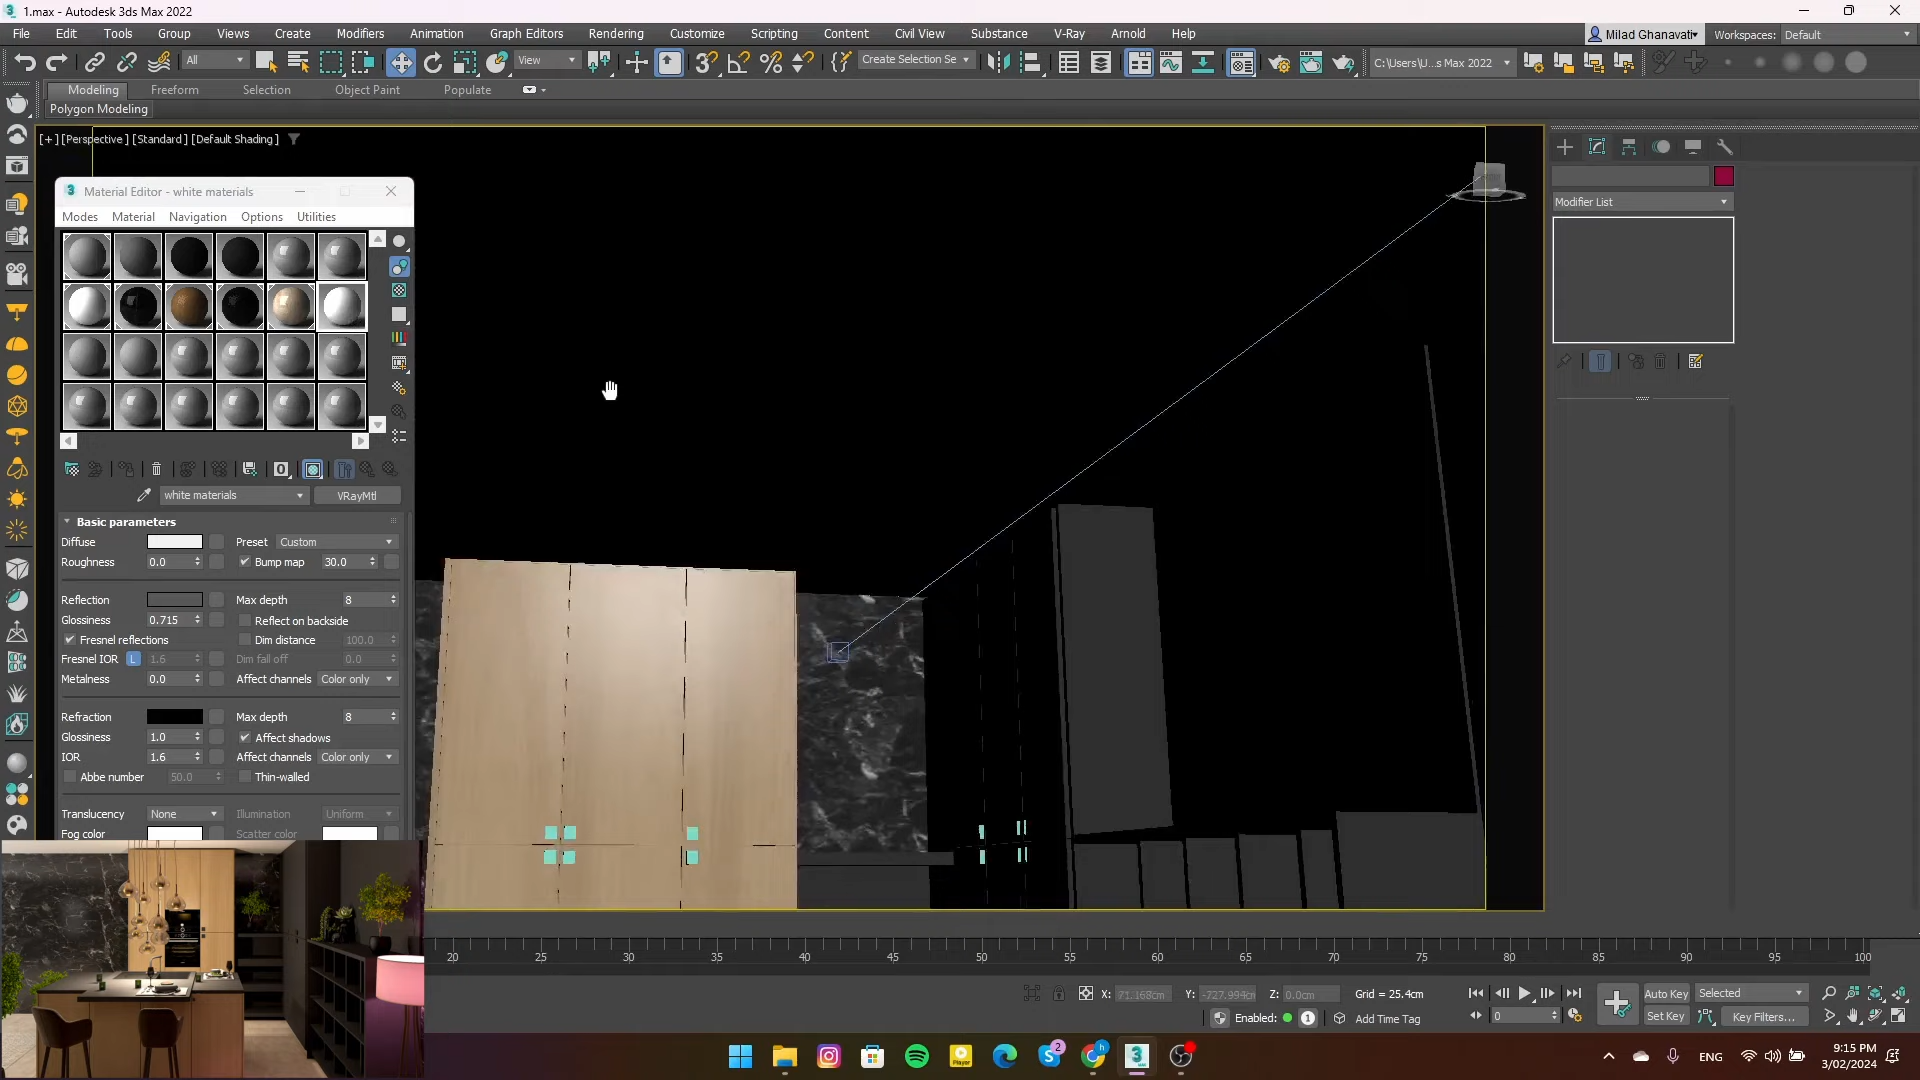 1.max - Autodesk 3ds Max 2022
File Edit Tools Group Views Create Modifiers Animation Graph Editors Rendering Customize Scripting Content Civil View Substance V-Ray Arnold Help
Milad Ghanavati
Workspaces: Default
All
View
Create Selection Se
C:\Users\U...s Max 2022
Modeling Freeform Selection Object Paint Populate
Polygon Modeling
[+] [Perspective] [Standard] [Default Shading]
Modifier List
Material Editor - white materials
Modes Material Navigation Options Utilities
white materials VRayMtl
Basic parameters
Diffuse Preset Custom
Roughness 0.0 Bump map 30.0
Reflection Max depth 8
Glossiness 0.715 Reflect on backside
Fresnel reflections Dim distance 100.0
Fresnel IOR L 1.6 Dim fall off 0.0
Metalness 0.0 Affect channels Color only
Refraction Max depth 8
Glossiness 1.0 Affect shadows
IOR 1.6 Affect channels Color only
Abbe number 50.0 Thin-walled
Translucency None Illumination Uniform
Fog color Scatter color
20 25 30 35 40 45 50 55 60 65 70 75 80 85 90 95 100
X: 71.168cm Y: -727.994cm Z: 0.0cm Grid = 25.4cm
Enabled: 1 Add Time Tag
0
Auto Key Selected
Set Key Key Filters...
Player
2
ENG
9:15 PM
3/02/2024